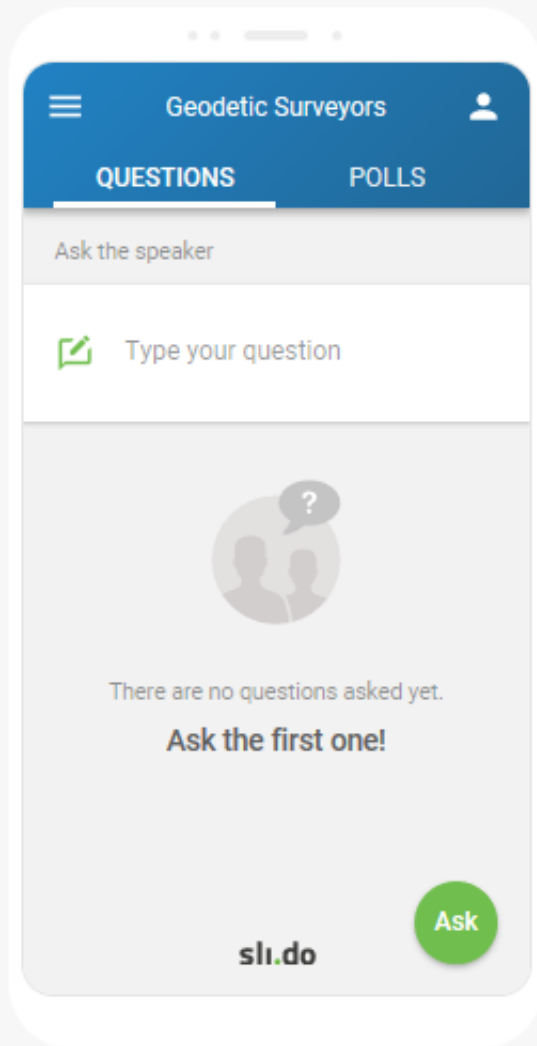 Geodetic Surveyors
QUESTIONS POLLS
Ask the speaker
Type your question
?
There are no questions asked yet.
Ask the first one!
Ask
sli.do